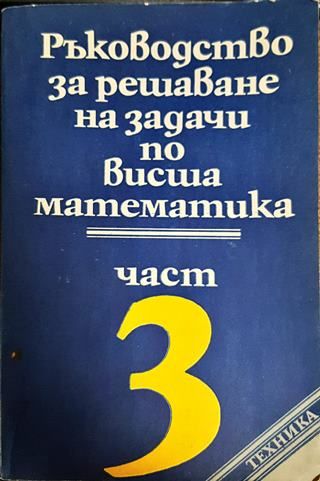 Ръководство
за решаване
на задачи
по
висша
математика
част
3
ТЕХНИКА